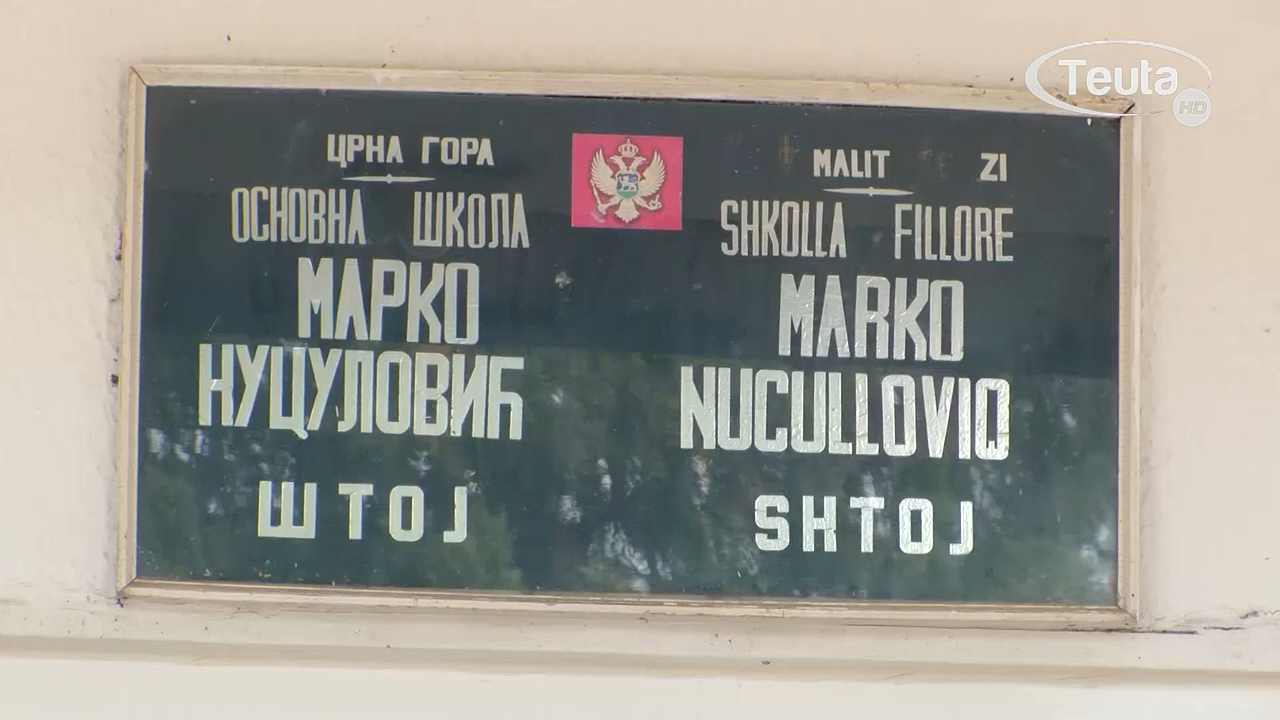 ЦРНА ГОРА
ОСНОВНА ШКОЛА
МАРКО
НУЦУЛОВИЋ
ШТОЈ
MALIT ZI
SHKOLLA FILLORE
MARKO
NUCULLOVIQ
SHTOJ
Teuta
HD